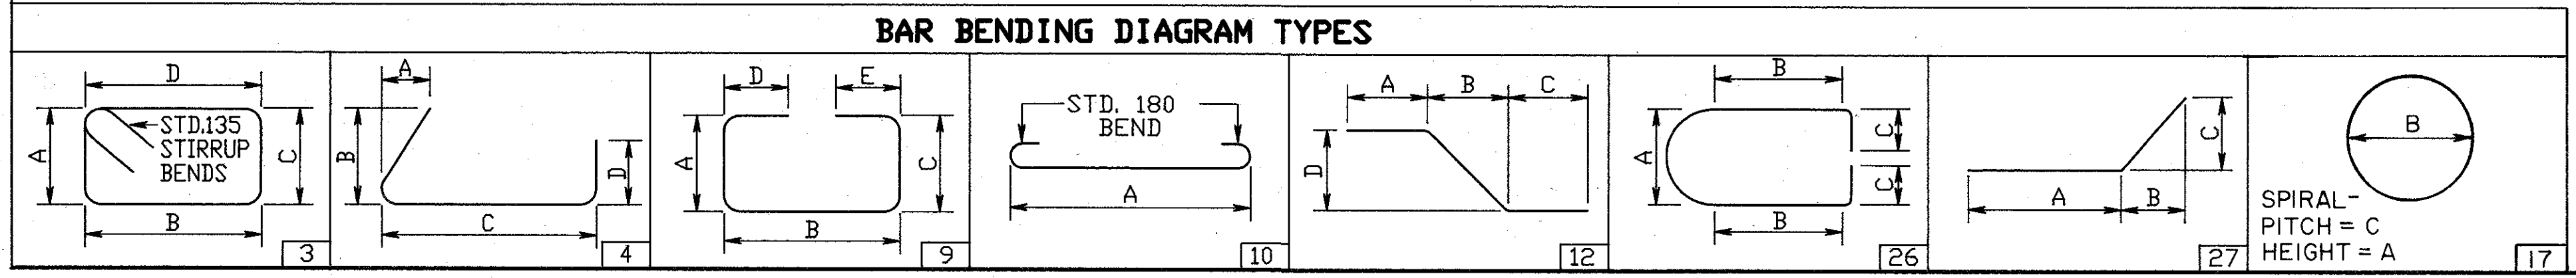 BAR BENDING DIAGRAM TYPES
D
A
STD.135
STIRRUP
BENDS
C
B
3
A
B
D
C
4
D
E
A
C
B
9
STD. 180
BEND
A
10
A
B
C
D
12
B
A
C
C
B
26
C
A
B
27
B
SPIRAL-
PITCH = C
HEIGHT = A
17